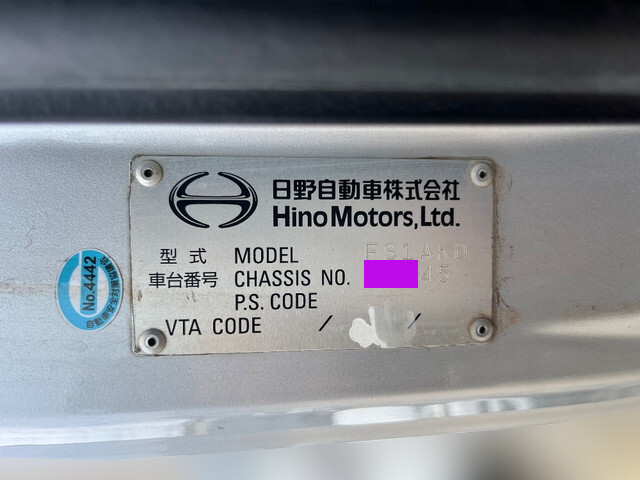 日野自動車株式会社
Hino Motors, Ltd.
型式 MODEL FS1AKD
車台番号 CHASSIS NO. 45
P.S. CODE
VTA CODE / /
No.4442